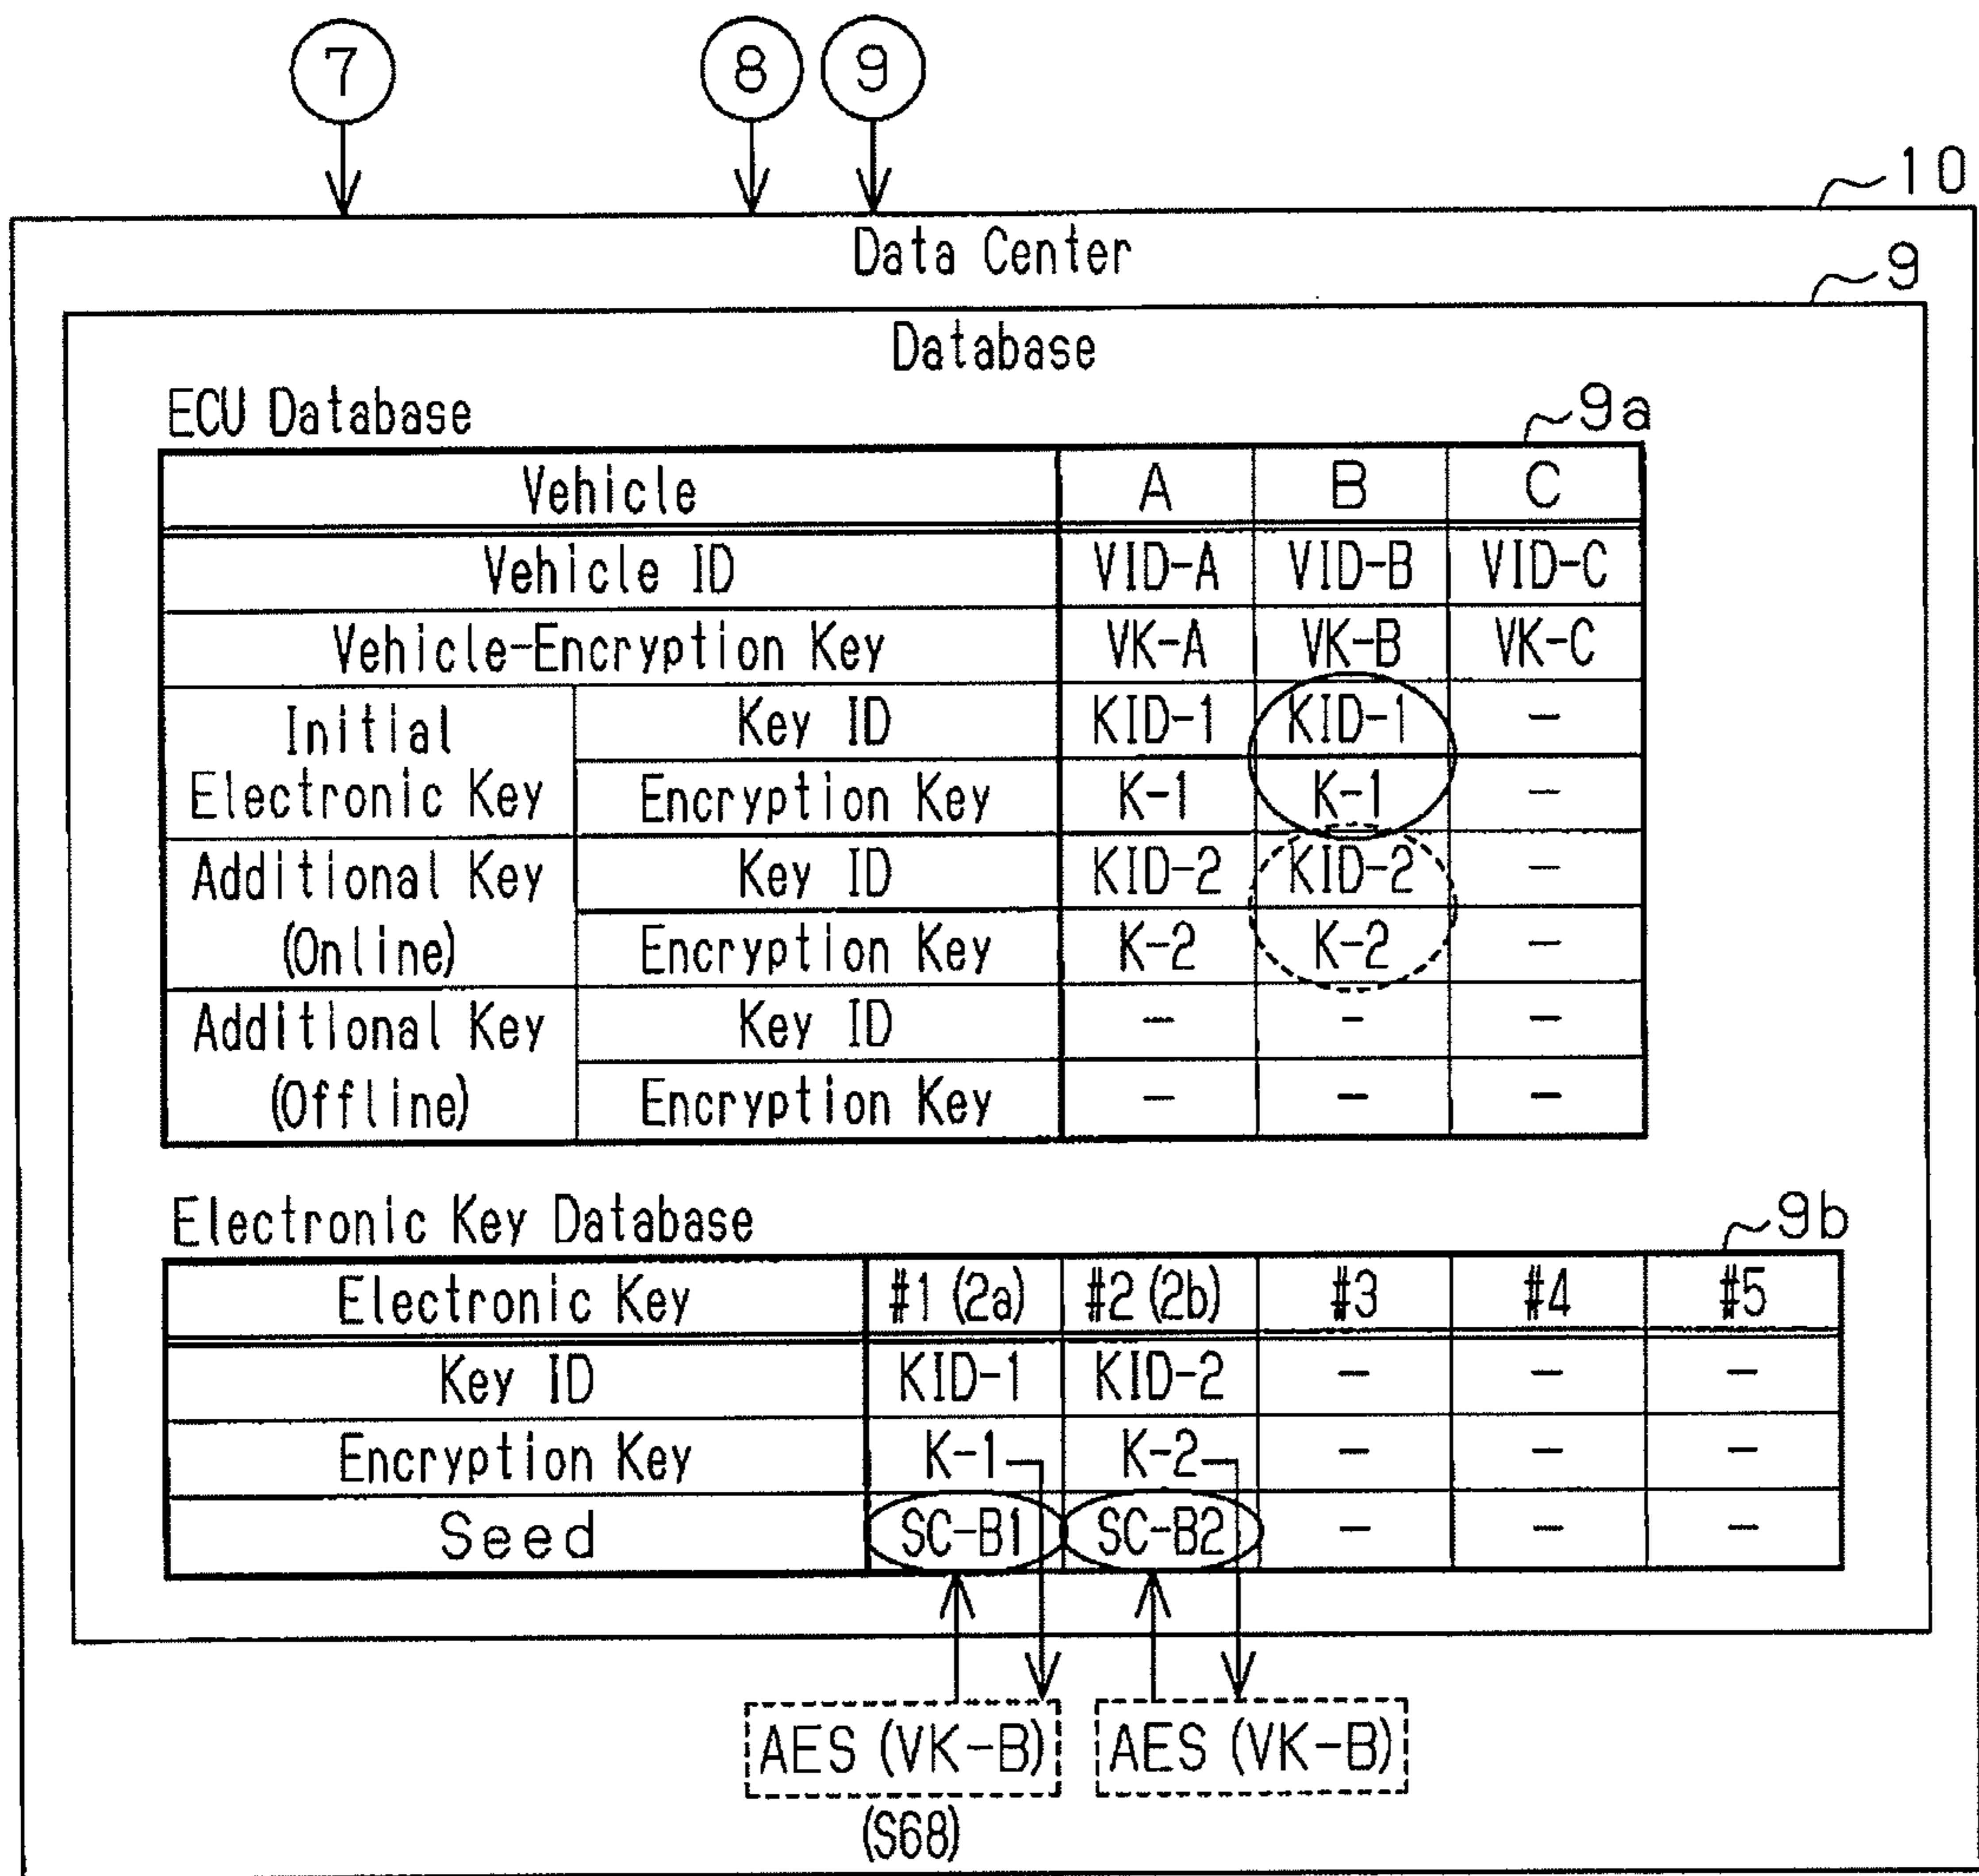 7 8 9
10
Data Center
9
Database
ECU Database 9a
Vehicle A B C
Vehicle ID VID-A VID-B VID-C
Vehicle-Encryption Key VK-A VK-B VK-C
Initial Electronic Key Key ID KID-1 KID-1 -
Encryption Key K-1 K-1 -
Additional Key (Online) Key ID KID-2 KID-2 -
Encryption Key K-2 K-2 -
Additional Key (Offline) Key ID - - -
Encryption Key - - -
Electronic Key Database 9b
Electronic Key #1 (2a) #2 (2b) #3 #4 #5
Key ID KID-1 KID-2 - - -
Encryption Key K-1 K-2 - - -
Seed SC-B1 SC-B2 - - -
AES (VK-B) AES (VK-B)
(S68)